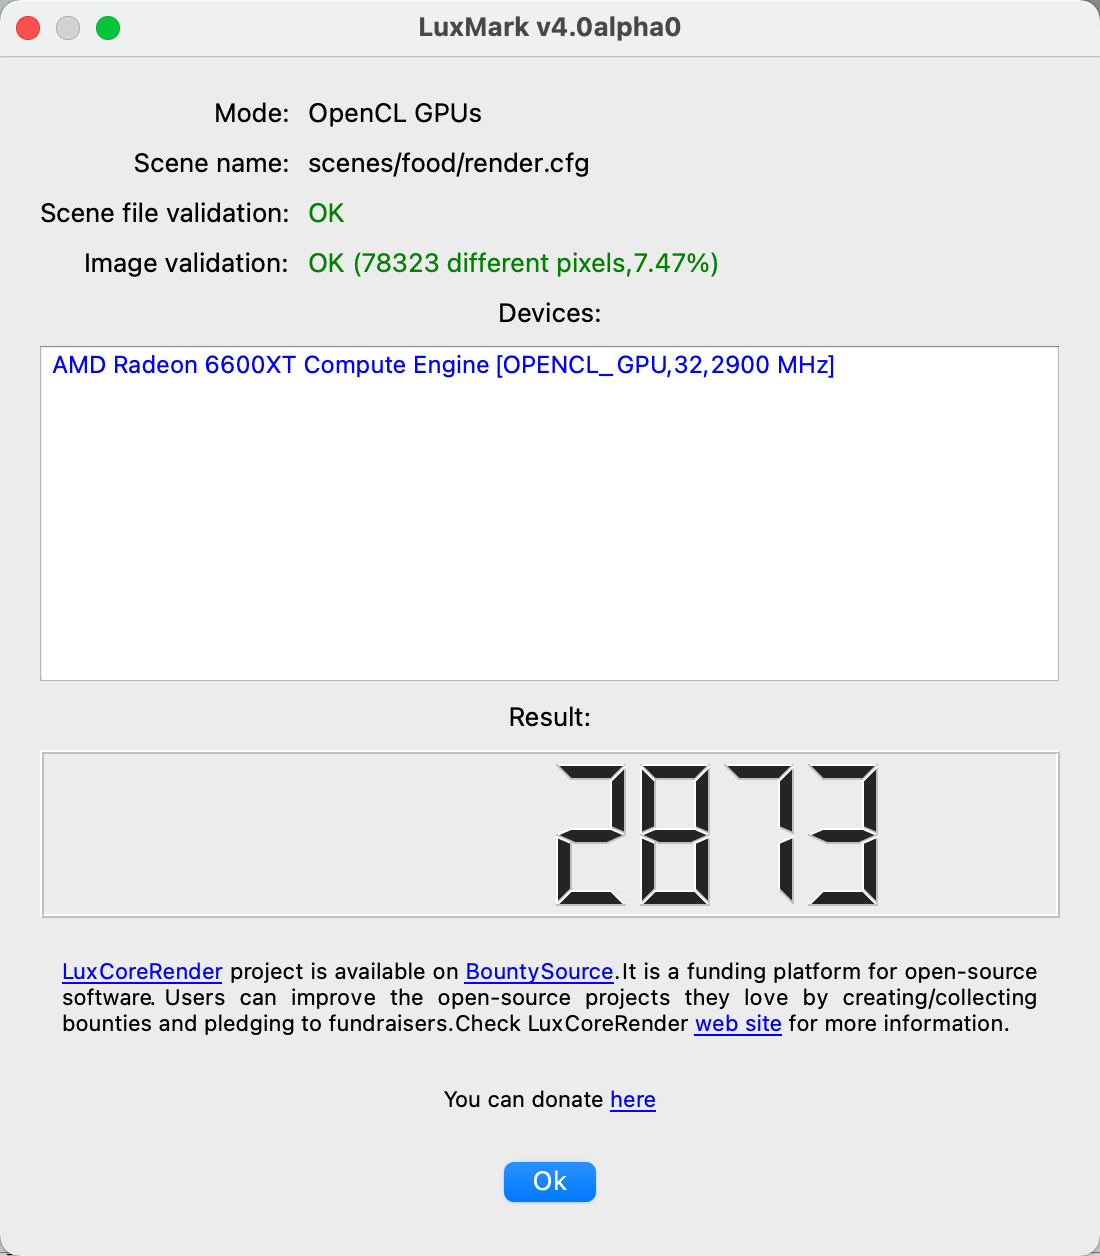 LuxMark v4.0alpha0
Mode: OpenCL GPUs
Scene name: scenes/food/render.cfg
Scene file validation: OK
Image validation: OK (78323 different pixels,7.47%)
Devices:
AMD Radeon 6600XT Compute Engine [OPENCL_GPU,32,2900 MHz]
Result:
2873
LuxCoreRender project is available on BountySource.It is a funding platform for open-source
software. Users can improve the open-source projects they love by creating/collecting
bounties and pledging to fundraisers.Check LuxCoreRender web site for more information.
You can donate here
Ok